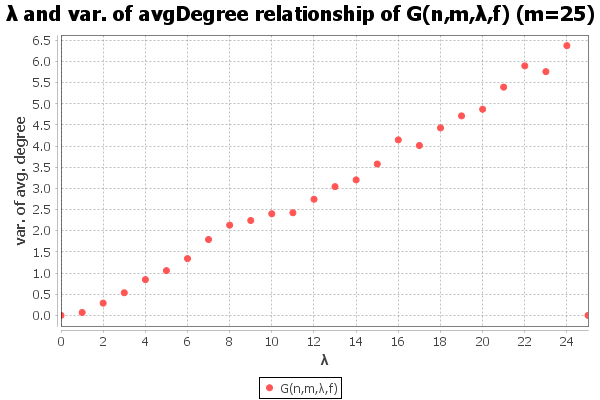 λ and var. of avgDegree relationship of G(n,m,λ,f) (m=25)
6.5
6.0
5.5
5.0
4.5
4.0
3.5
3.0
2.5
2.0
1.5
1.0
0.5
0.0
var. of avg. degree
0 2 4 6 8 10 12 14 16 18 20 22 24
λ
G(n,m,λ,f)